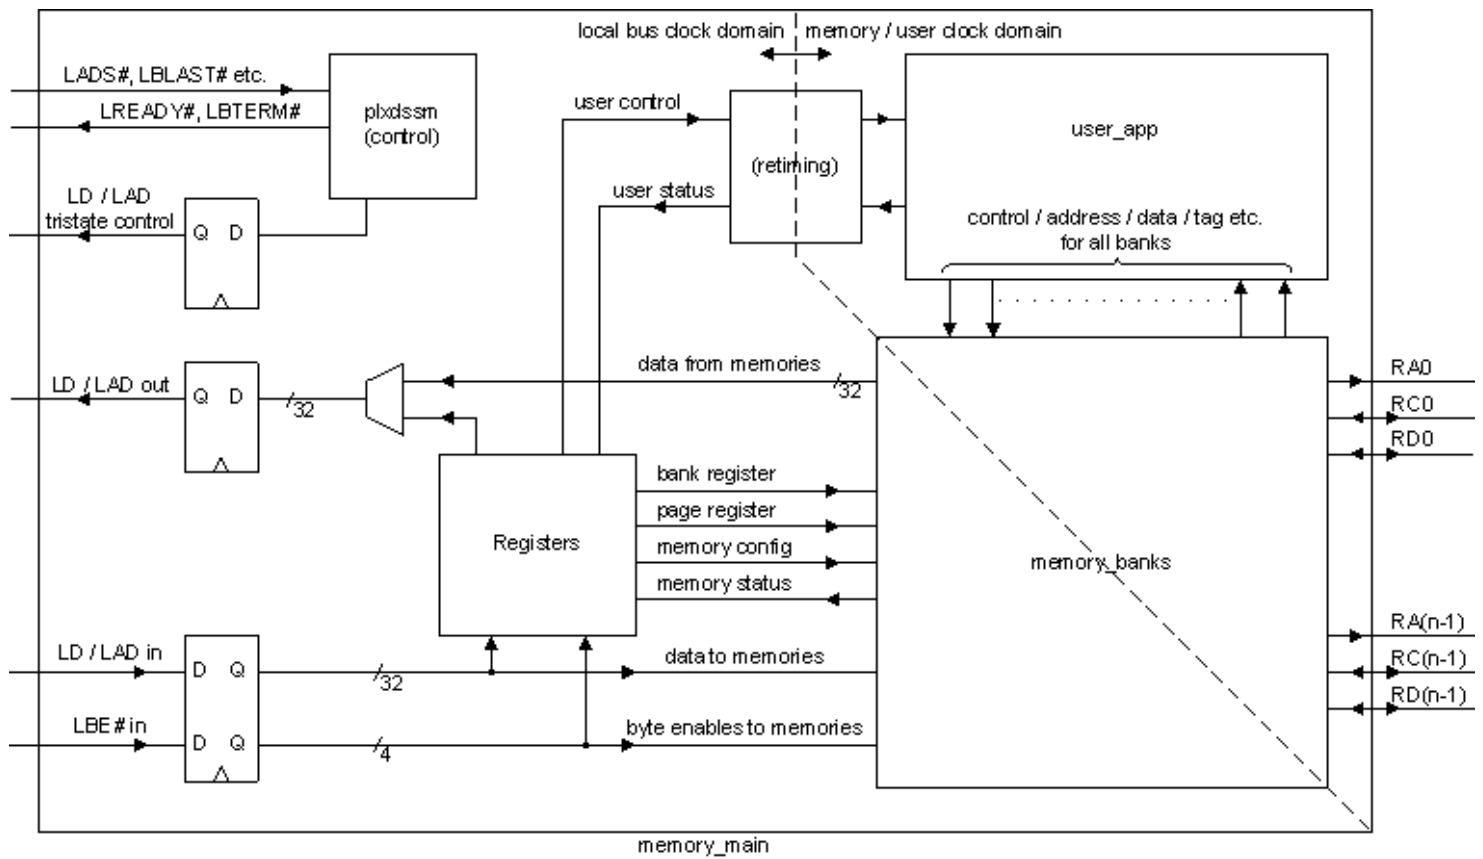 local bus clock domain
memory / user clock domain
LADS#, LBLAST# etc.
LREADY#, LBTERM#
plxdssm
(control)
user control
user_app
(retiming)
LD / LAD
tristate control
Q D
user status
control / address / data / tag etc.
for all banks
data from memories
/32
RA0
LD / LAD out
Q D
/32
RC0
RD0
bank register
page register
Registers
memory config
memory_banks
memory status
RA(n-1)
LD / LAD in
D Q
/32
data to memories
RC(n-1)
RD(n-1)
LBE# in
D Q
/4
byte enables to memories
memory_main